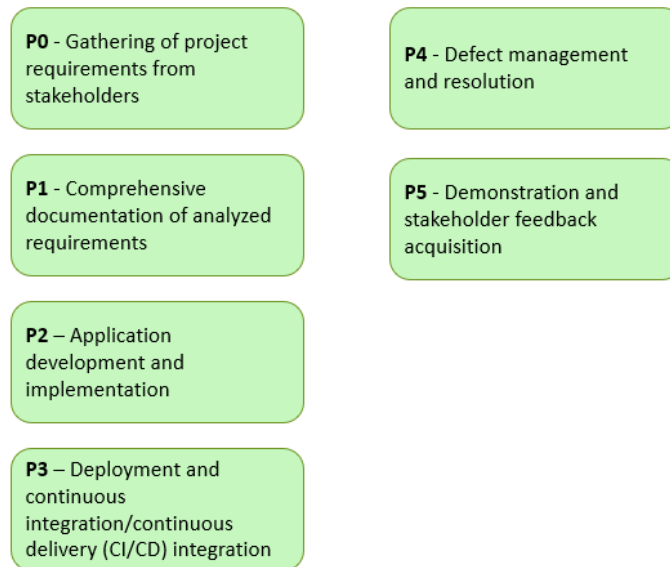 P0 - Gathering of project
requirements from
stakeholders
P1 - Comprehensive
documentation of analyzed
requirements
P2 – Application
development and
implementation
P3 – Deployment and
continuous
integration/continuous
delivery (CI/CD) integration
P4 - Defect management
and resolution
P5 - Demonstration and
stakeholder feedback
acquisition